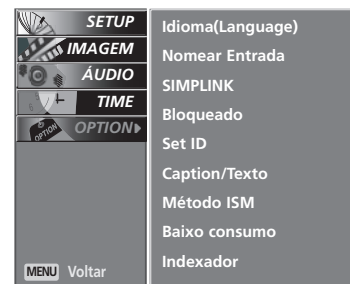 SETUP
IMAGEM
ÁUDIO
TIME
OPTION
MENU Voltar
Idioma(Language)
Nomear Entrada
SIMPLINK
Bloqueado
Set ID
Caption/Texto
Método ISM
Baixo consumo
Indexador